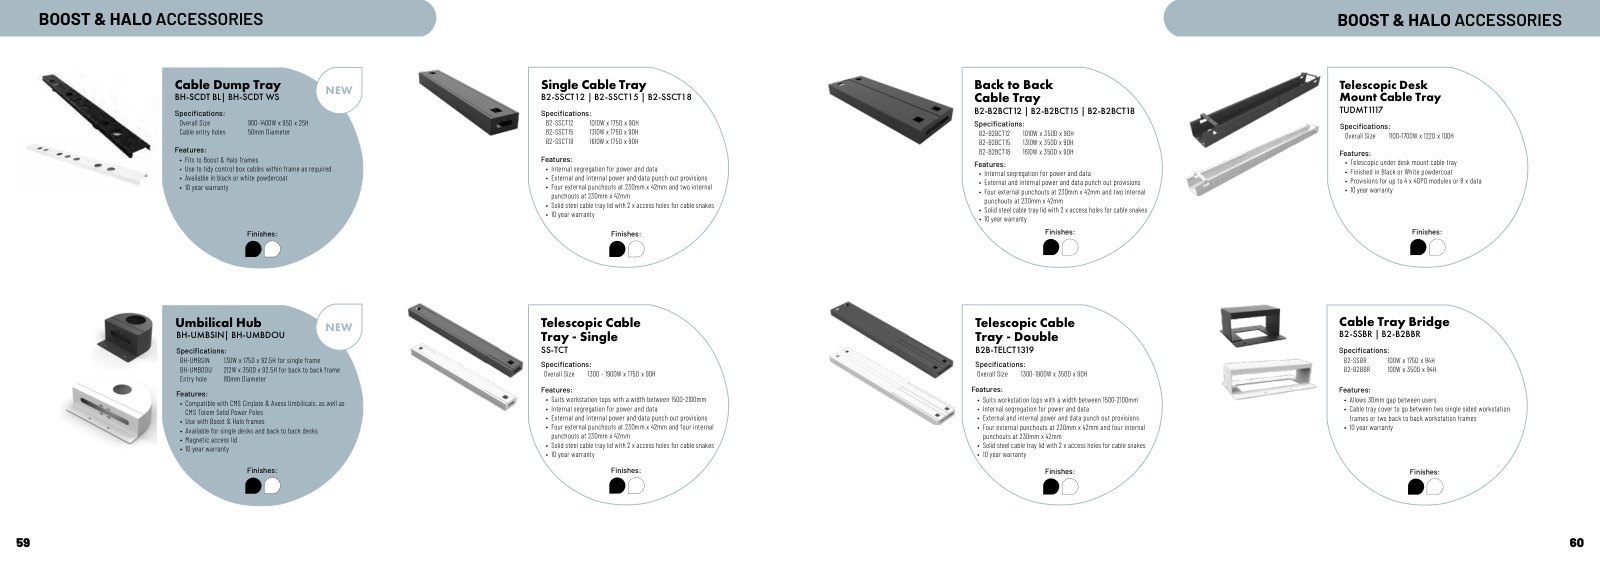 BOOST & HALO ACCESSORIES
BOOST & HALO ACCESSORIES
Cable Dump Tray
BH-SCDT BL| BH-SCDT WS
NEW
Specifications:
Overall Size 900-1400W x 95D x 25H
Cable entry holes 50mm Diameter
Features:
• Fits to Boost & Halo frames
• Use to tidy control box cables within frame as required
• Available in black or white powdercoat
• 10 year warranty
Finishes:
Single Cable Tray
B2-SSCT12 | B2-SSCT15 | B2-SSCT18
Specifications:
B2-SSCT12 1010W x 175D x 90H
B2-SSCT15 1310W x 175D x 90H
B2-SSCT18 1610W x 175D x 90H
Features:
• Internal segregation for power and data
• External and internal power and data punch out provisions
• Four external punchouts at 230mm x 42mm and two internal
punchouts at 230mm x 42mm
• Solid steel cable tray lid with 2 x access holes for cable snakes
• 10 year warranty
Finishes:
Back to Back
Cable Tray
B2-B2BCT12 | B2-B2BCT15 | B2-B2BCT18
Specifications:
B2-B2BCT12 1010W x 350D x 90H
B2-B2BCT15 1310W x 350D x 90H
B2-B2BCT18 1610W x 350D x 90H
Features:
• Internal segregation for power and data
• External and internal power and data punch out provisions
• Four external punchouts at 230mm x 42mm and two internal
punchouts at 230mm x 42mm
• Solid steel cable tray lid with 2 x access holes for cable snakes
• 10 year warranty
Finishes:
Telescopic Desk
Mount Cable Tray
TUDMT1117
Specifications:
Overall Size 1100-1700W x 122D x 100H
Features:
• Telescopic under desk mount cable tray
• Finished in Black or White powdercoat
• Provisions for up to 4 x 4GPO modules or 8 x data
• 10 year warranty
Finishes:
Umbilical Hub
BH-UMBSIN| BH-UMBDOU
NEW
Specifications:
BH-UMBSIN 130W x 175D x 92.5H for single frame
BH-UMBDOU 212W x 350D x 92.5H for back to back frame
Entry hole 80mm Diameter
Features:
• Compatible with CMS Cirqlate & Axess Umbilicals, as well as
CMS Totem Solid Power Poles
• Use with Boost & Halo frames
• Available for single desks and back to back desks
• Magnetic access lid
• 10 year warranty
Finishes:
Telescopic Cable
Tray - Single
SS-TCT
Specifications:
Overall Size 1300 - 1900W x 175D x 90H
Features:
• Suits workstation tops with a width between 1500-2100mm
• Internal segregation for power and data
• External and internal power and data punch out provisions
• Four external punchouts at 230mm x 42mm and four internal
punchouts at 230mm x 42mm
• Solid steel cable tray lid with 2 x access holes for cable snakes
• 10 year warranty
Finishes:
Telescopic Cable
Tray - Double
B2B-TELCT1319
Specifications:
Overall Size 1300-1900W x 350D x 90H
Features:
• Suits workstation tops with a width between 1500-2100mm
• Internal segregation for power and data
• External and internal power and data punch out provisions
• Four external punchouts at 230mm x 42mm and four internal
punchouts at 230mm x 42mm
• Solid steel cable tray lid with 2 x access holes for cable snakes
• 10 year warranty
Finishes:
Cable Tray Bridge
B2-SSBR | B2-B2BBR
Specifications:
B2-SSBR 100W x 175D x 94H
B2-B2BBR 100W x 350D x 94H
Features:
• Allows 30mm gap between users
• Cable tray cover to go between two single sided workstation
frames or two back to back workstation frames
• 10 year warranty
Finishes:
59
60